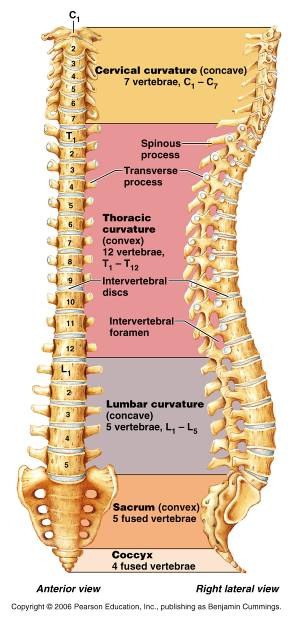 C₁
2
3
4
5
6
7
Cervical curvature (concave)
7 vertebrae, C₁ – C₇
T₁
2
3
4
5
6
7
8
9
10
11
12
Spinous
process
Transverse
process
Thoracic
curvature
(convex)
12 vertebrae,
T₁ – T₁₂
Intervertebral
discs
Intervertebral
foramen
L₁
2
3
4
5
Lumbar curvature
(concave)
5 vertebrae, L₁ – L₅
Sacrum (convex)
5 fused vertebrae
Coccyx
4 fused vertebrae
Anterior view
Right lateral view
Copyright © 2006 Pearson Education, Inc., publishing as Benjamin Cummings.